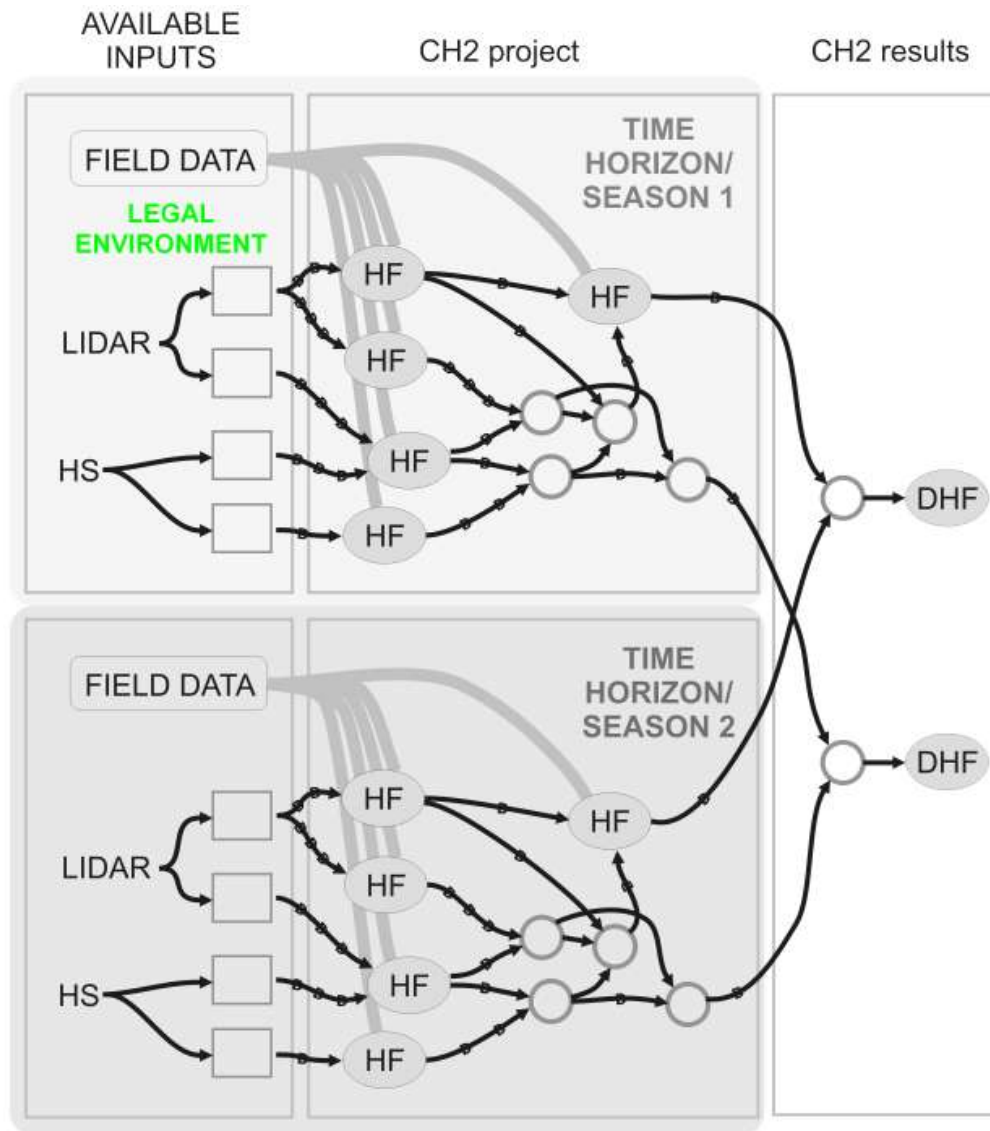 AVAILABLE
INPUTS
CH2 project
CH2 results
FIELD DATA
TIME
HORIZON/
SEASON 1
LEGAL
ENVIRONMENT
HF
HF
LIDAR
HF
HS
HF
HF
DHF
FIELD DATA
TIME
HORIZON/
SEASON 2
HF
HF
LIDAR
HF
HS
HF
HF
DHF